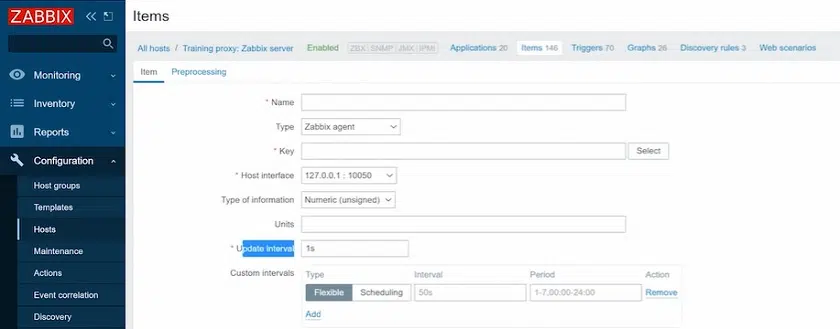 ZABBIX
Items
All hosts / Training proxy: Zabbix server Enabled ZBX SNMP JMX IPMI Applications 20 Items 146 Triggers 70 Graphs 26 Discovery rules 3 Web scenarios
Monitoring
Inventory
Reports
Configuration
Host groups
Templates
Hosts
Maintenance
Actions
Event correlation
Discovery
Item Preprocessing
* Name
Type Zabbix agent
* Key Select
* Host interface 127.0.0.1 : 10050
Type of information Numeric (unsigned)
Units
* Update interval 1s
Custom intervals Type Interval Period Action
Flexible Scheduling 50s 1-7,00:00-24:00 Remove
Add